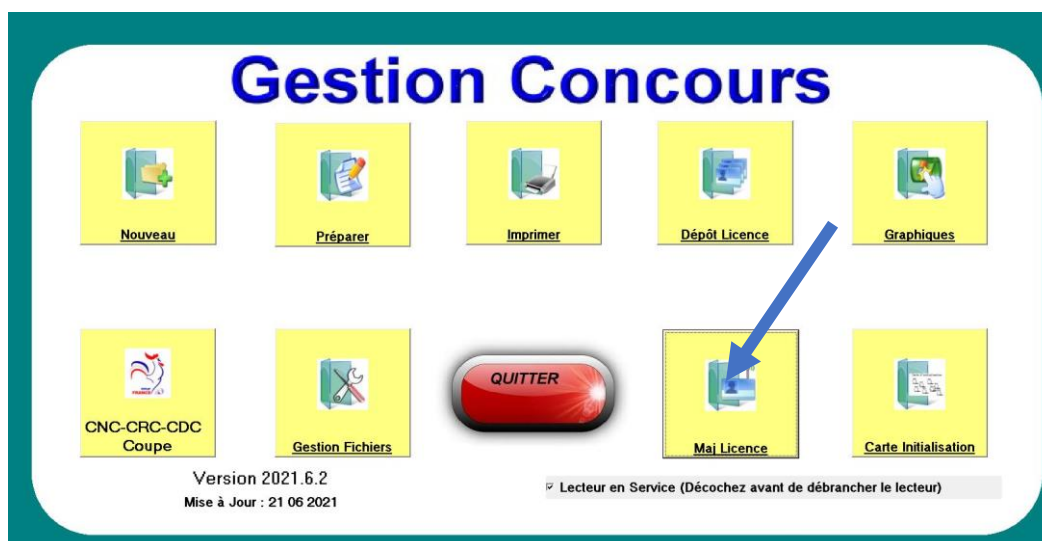 Gestion Concours
Nouveau
Préparer
Imprimer
Dépôt Licence
Graphiques
CNC-CRC-CDC
Coupe
Gestion Fichiers
QUITTER
Maj Licence
Carte Initialisation
Version 2021.6.2
Mise à Jour : 21 06 2021
Lecteur en Service (Décochez avant de débrancher le lecteur)